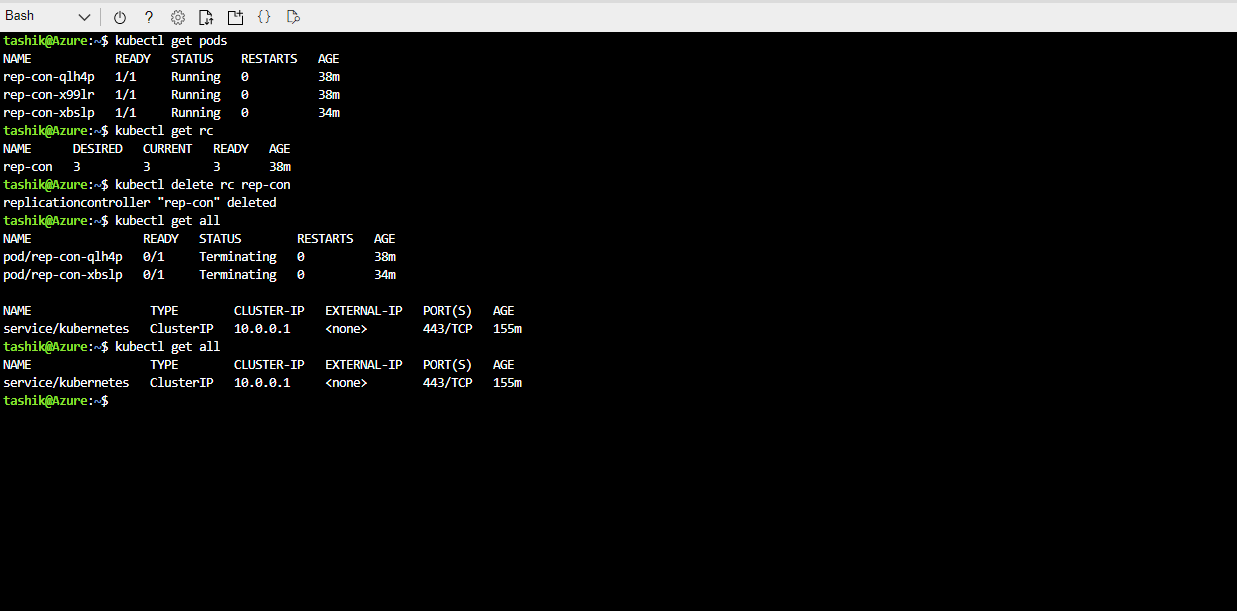 Bash
tashik@Azure:~$ kubectl get pods
NAME            READY   STATUS    RESTARTS   AGE
rep-con-qlh4p   1/1     Running   0          38m
rep-con-x99lr   1/1     Running   0          38m
rep-con-xbslp   1/1     Running   0          34m
tashik@Azure:~$ kubectl get rc
NAME      DESIRED   CURRENT   READY   AGE
rep-con   3         3         3       38m
tashik@Azure:~$ kubectl delete rc rep-con
replicationcontroller "rep-con" deleted
tashik@Azure:~$ kubectl get all
NAME                READY   STATUS        RESTARTS   AGE
pod/rep-con-qlh4p   0/1     Terminating   0          38m
pod/rep-con-xbslp   0/1     Terminating   0          34m
NAME                 TYPE        CLUSTER-IP   EXTERNAL-IP   PORT(S)   AGE
service/kubernetes   ClusterIP   10.0.0.1     <none>        443/TCP   155m
tashik@Azure:~$ kubectl get all
NAME                 TYPE        CLUSTER-IP   EXTERNAL-IP   PORT(S)   AGE
service/kubernetes   ClusterIP   10.0.0.1     <none>        443/TCP   155m
tashik@Azure:~$